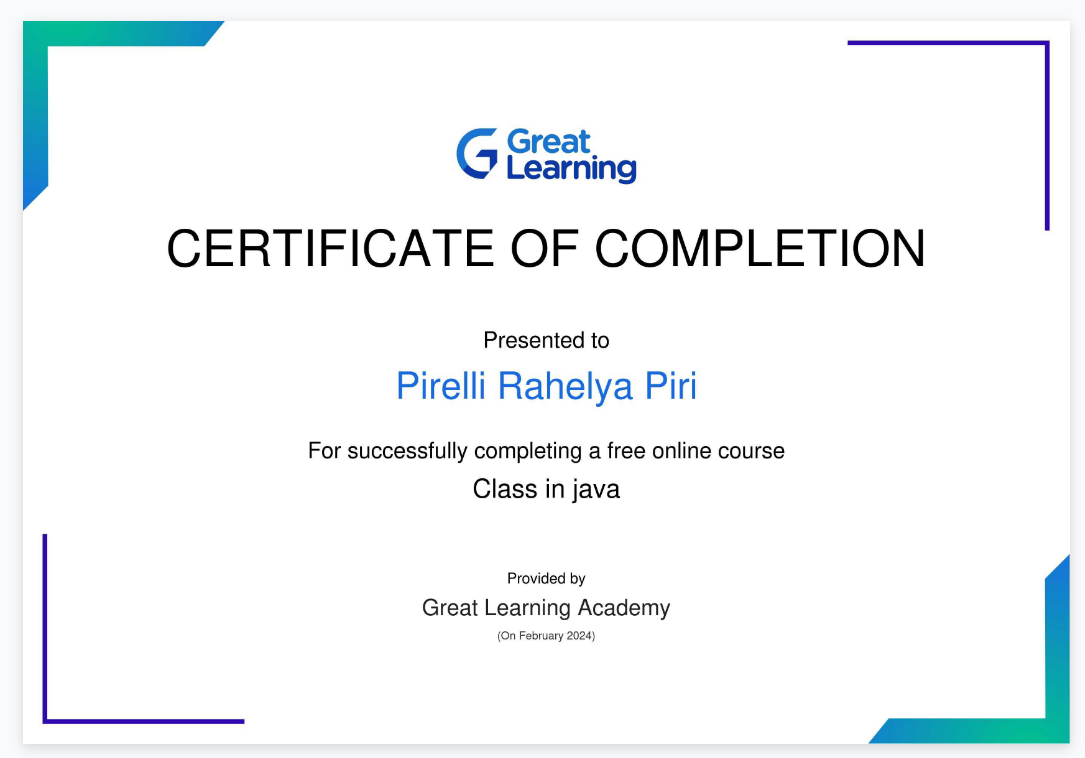 Great
Learning
CERTIFICATE OF COMPLETION
Presented to
Pirelli Rahelya Piri
For successfully completing a free online course
Class in java
Provided by
Great Learning Academy
(On February 2024)